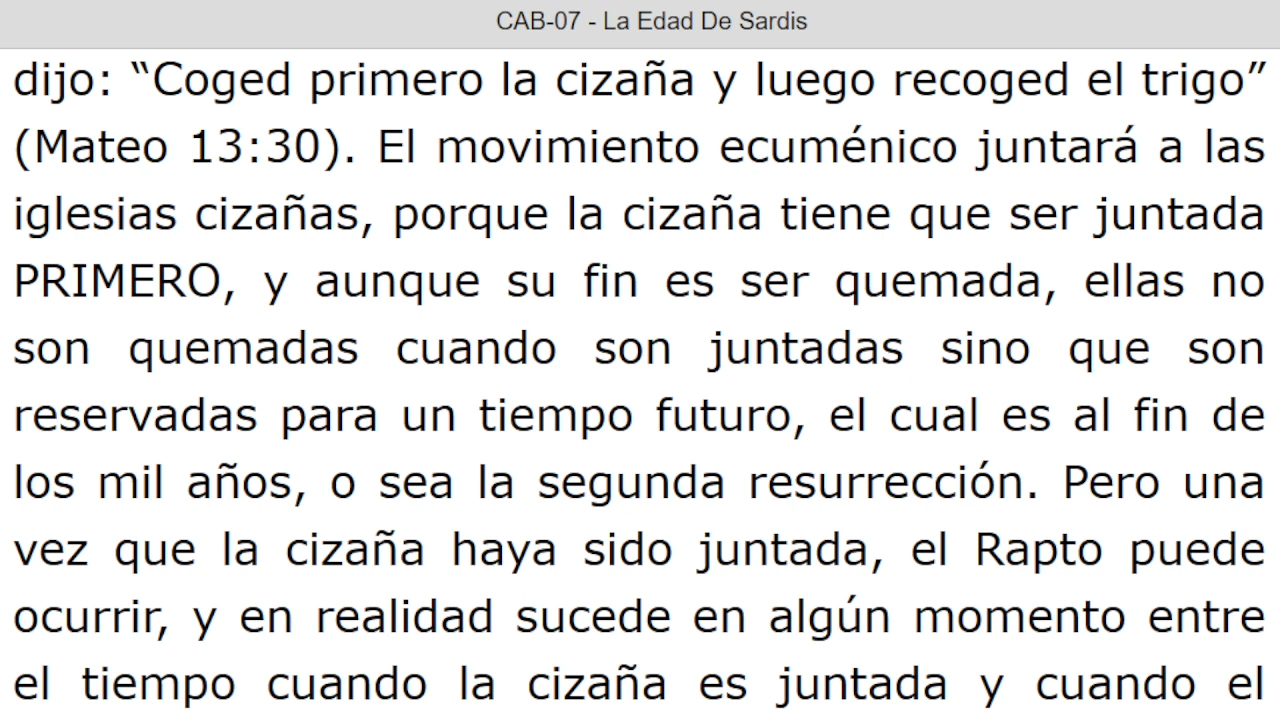 CAB-07 - La Edad De Sardis
dijo: “Coged primero la cizaña y luego recoged el trigo”
(Mateo 13:30). El movimiento ecuménico juntará a las
iglesias cizañas, porque la cizaña tiene que ser juntada
PRIMERO, y aunque su fin es ser quemada, ellas no
son quemadas cuando son juntadas sino que son
reservadas para un tiempo futuro, el cual es al fin de
los mil años, o sea la segunda resurrección. Pero una
vez que la cizaña haya sido juntada, el Rapto puede
ocurrir, y en realidad sucede en algún momento entre
el tiempo cuando la cizaña es juntada y cuando el